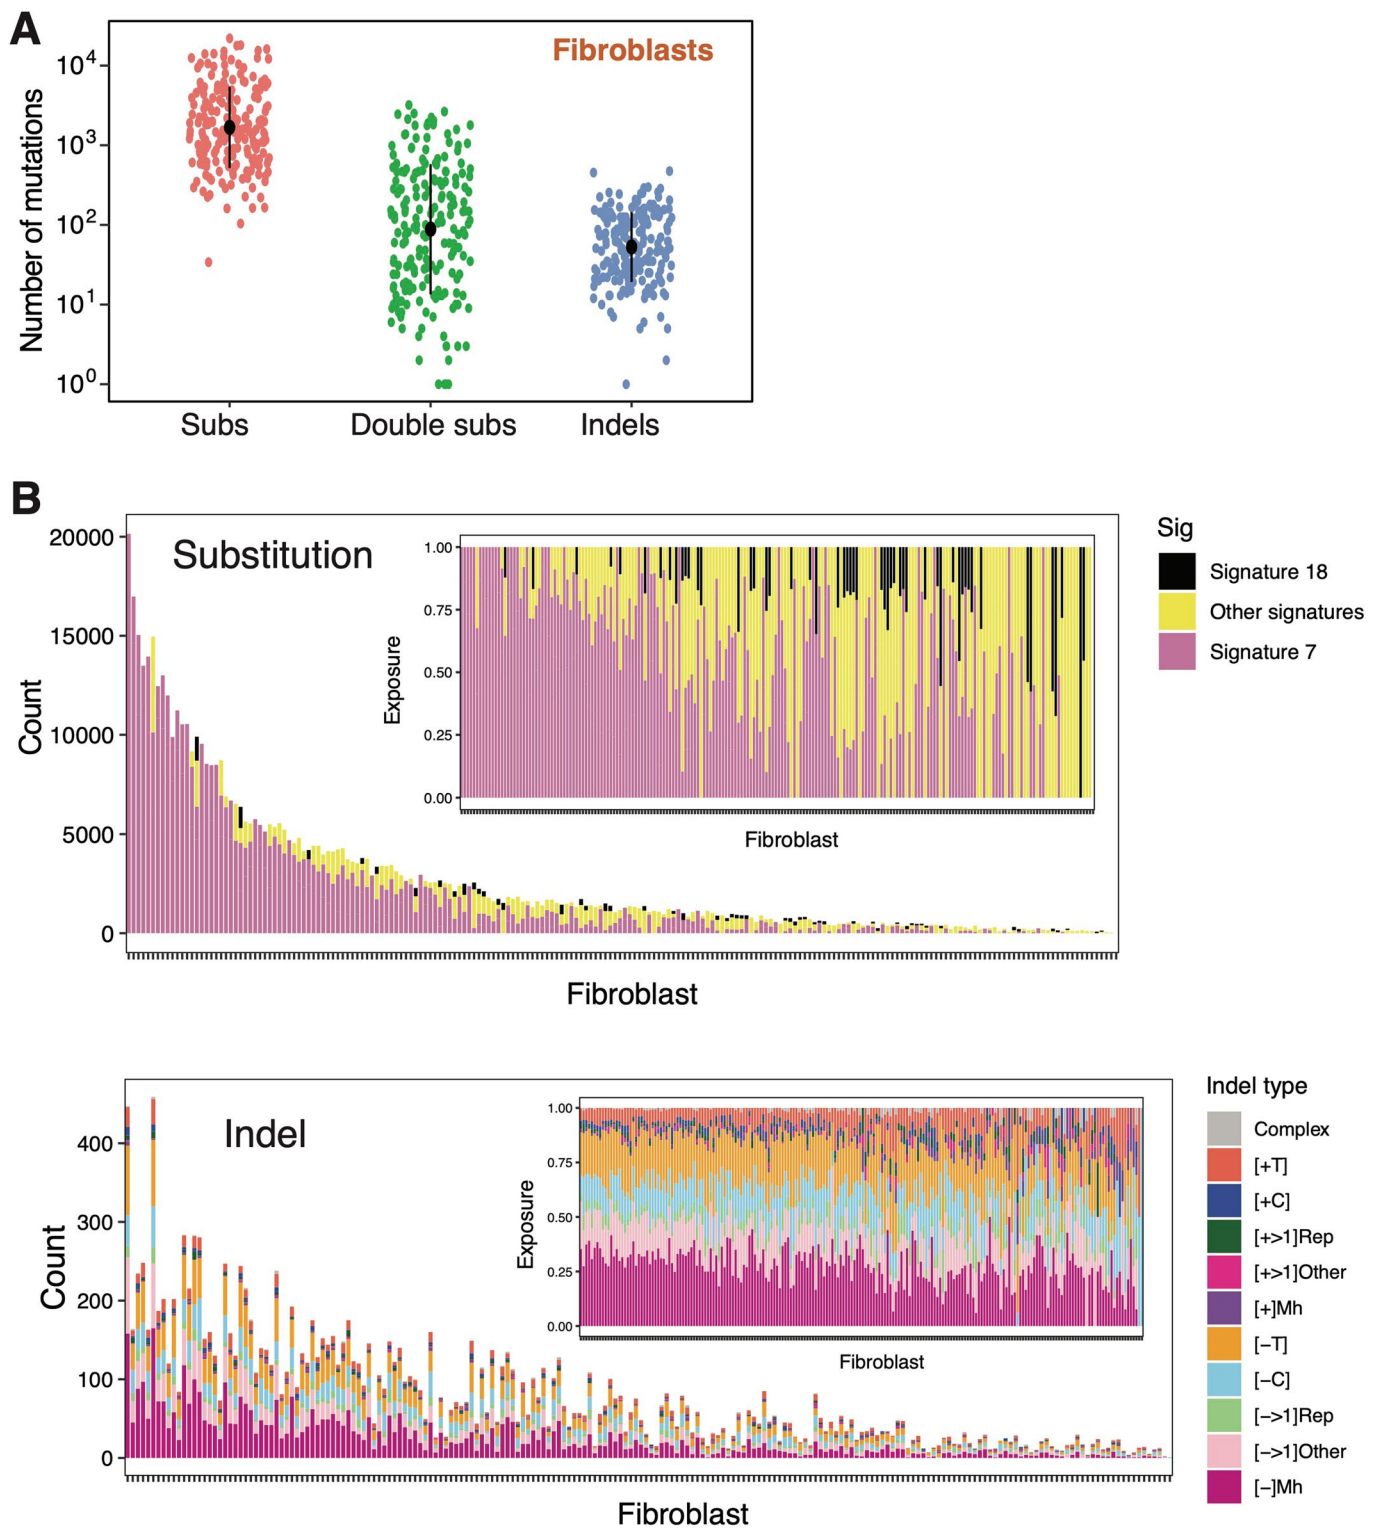 A
Fibroblasts
Number of mutations
10^4
10^3
10^2
10^1
10^0
Subs
Double subs
Indels
B
Substitution
Count
20000
15000
10000
5000
0
Exposure
1.00
0.75
0.50
0.25
0.00
Fibroblast
Fibroblast
Sig
Signature 18
Other signatures
Signature 7
Indel
Count
400
300
200
100
0
Exposure
1.00
0.75
0.50
0.25
0.00
Fibroblast
Fibroblast
Indel type
Complex
[+T]
[+C]
[+>1]Rep
[+>1]Other
[+]Mh
[−T]
[−C]
[−>1]Rep
[−>1]Other
[−]Mh